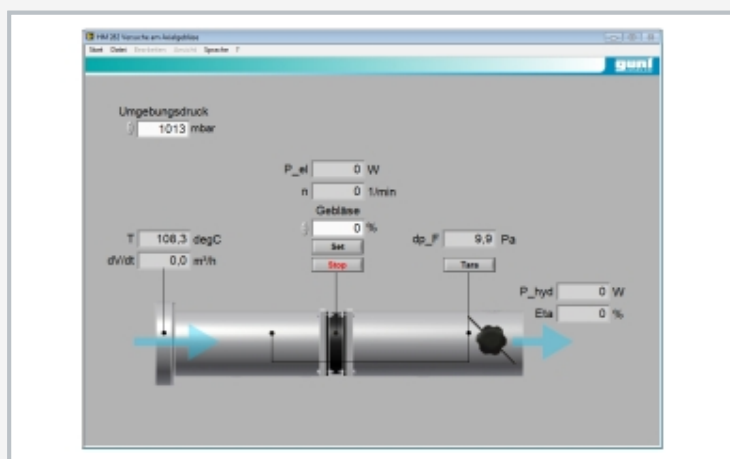 HM 282 Versuche am Axialgebläse
Start Datei Bearbeiten Ansicht Sprache ?
gunt
Umgebungsdruck
1013 mbar
P_el 0 W
n 0 1/min
Gebläse
0 %
Set
Stop
T 108,3 degC
dV/dt 0,0 m³/h
dp_F 9,9 Pa
Tara
P_hyd 0 W
Eta 0 %